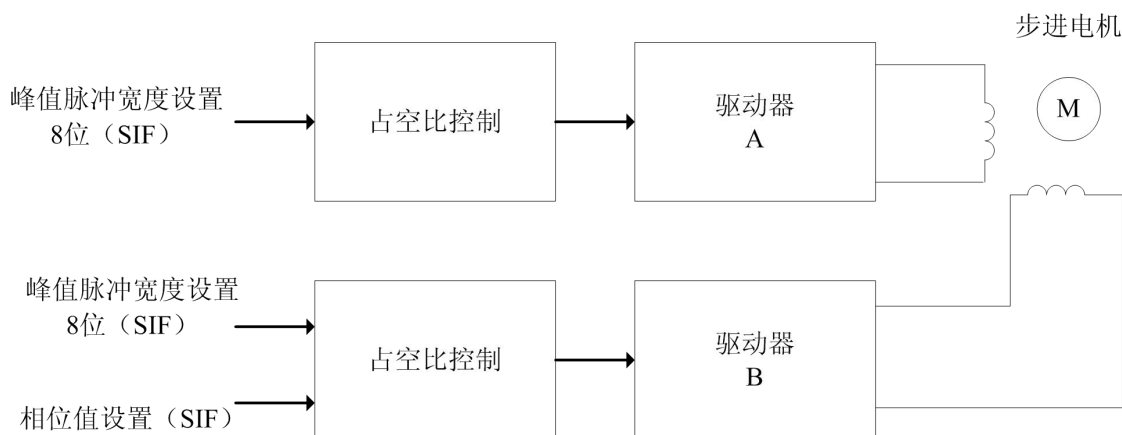 步进电机
峰值脉冲宽度设置
8位（SIF）
占空比控制
驱动器
A
M
峰值脉冲宽度设置
8位（SIF）
相位值设置（SIF）
占空比控制
驱动器
B